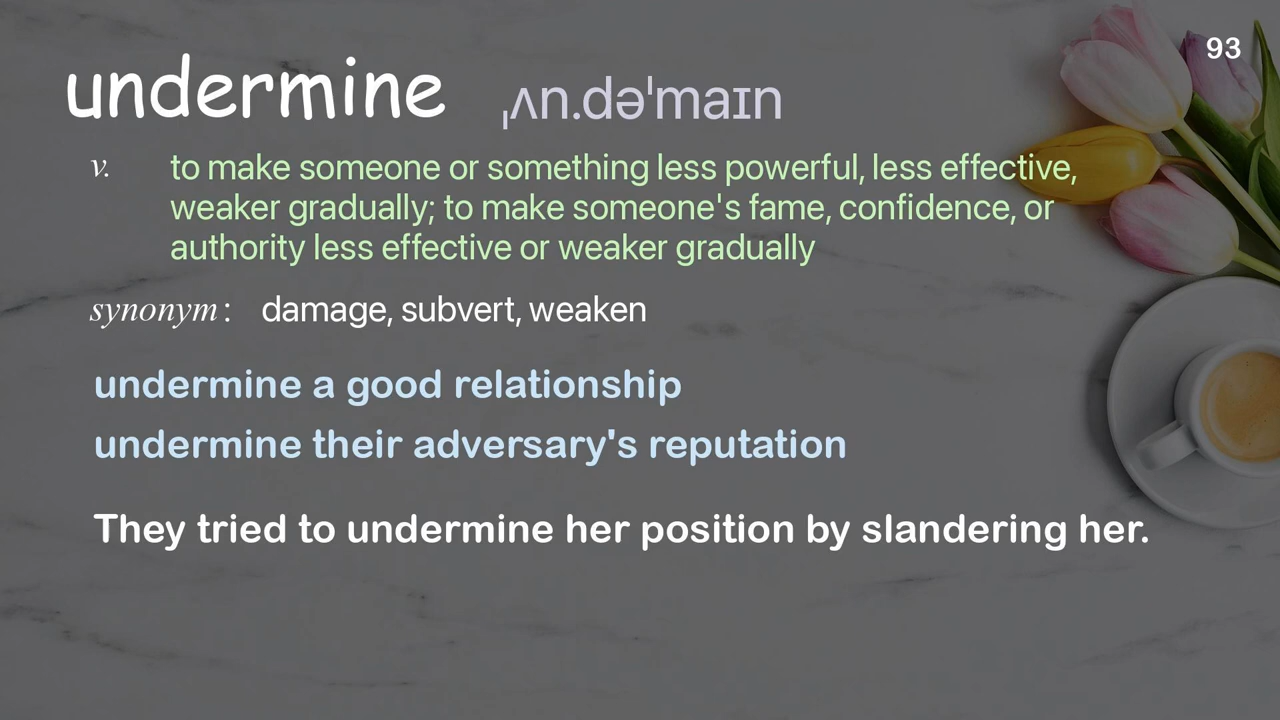 93
undermine ˌʌn.dəˈmaɪn
v. to make someone or something less powerful, less effective,
weaker gradually; to make someone's fame, confidence, or
authority less effective or weaker gradually
synonym: damage, subvert, weaken
undermine a good relationship
undermine their adversary's reputation
They tried to undermine her position by slandering her.